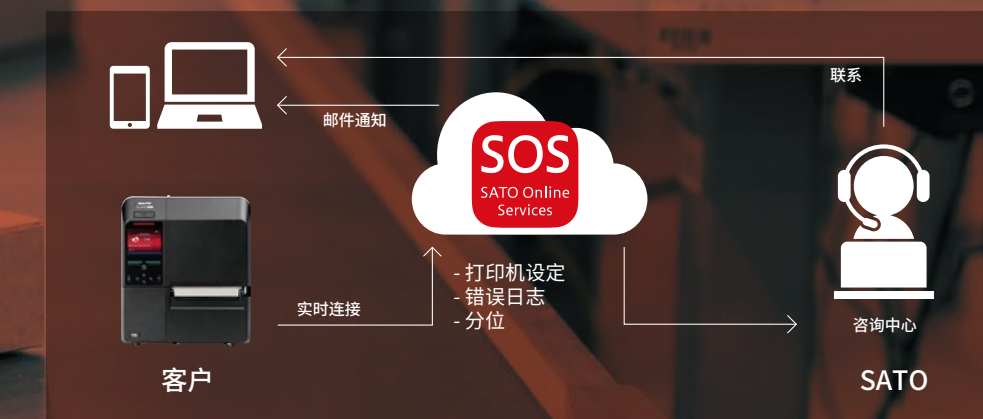 联系
邮件通知
SOS
SATO Online
Services
- 打印机设定
- 错误日志
- 分位
实时连接
咨询中心
客户
SATO